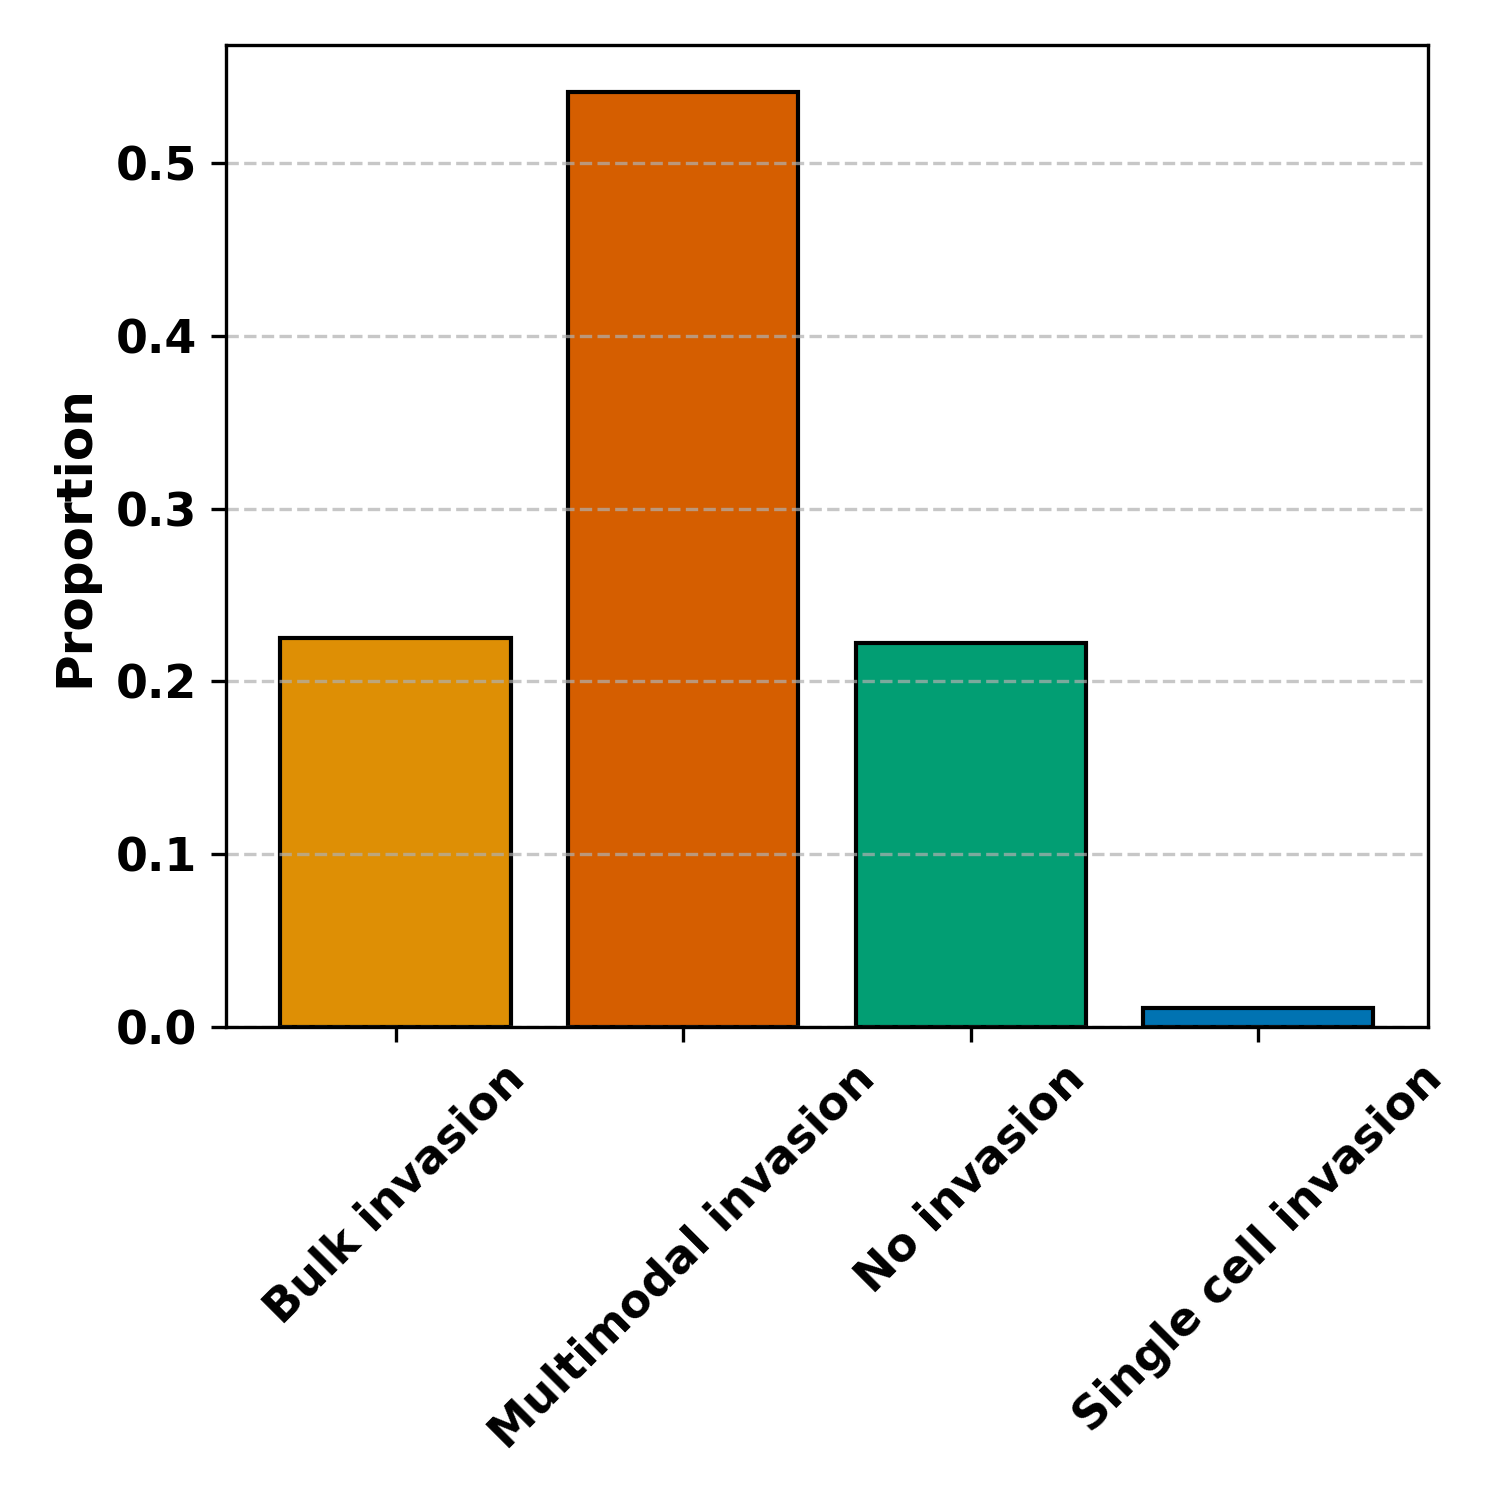 Proportion
0.5
0.4
0.3
0.2
0.1
0.0
Bulk invasion
Multimodal invasion
No invasion
Single cell invasion